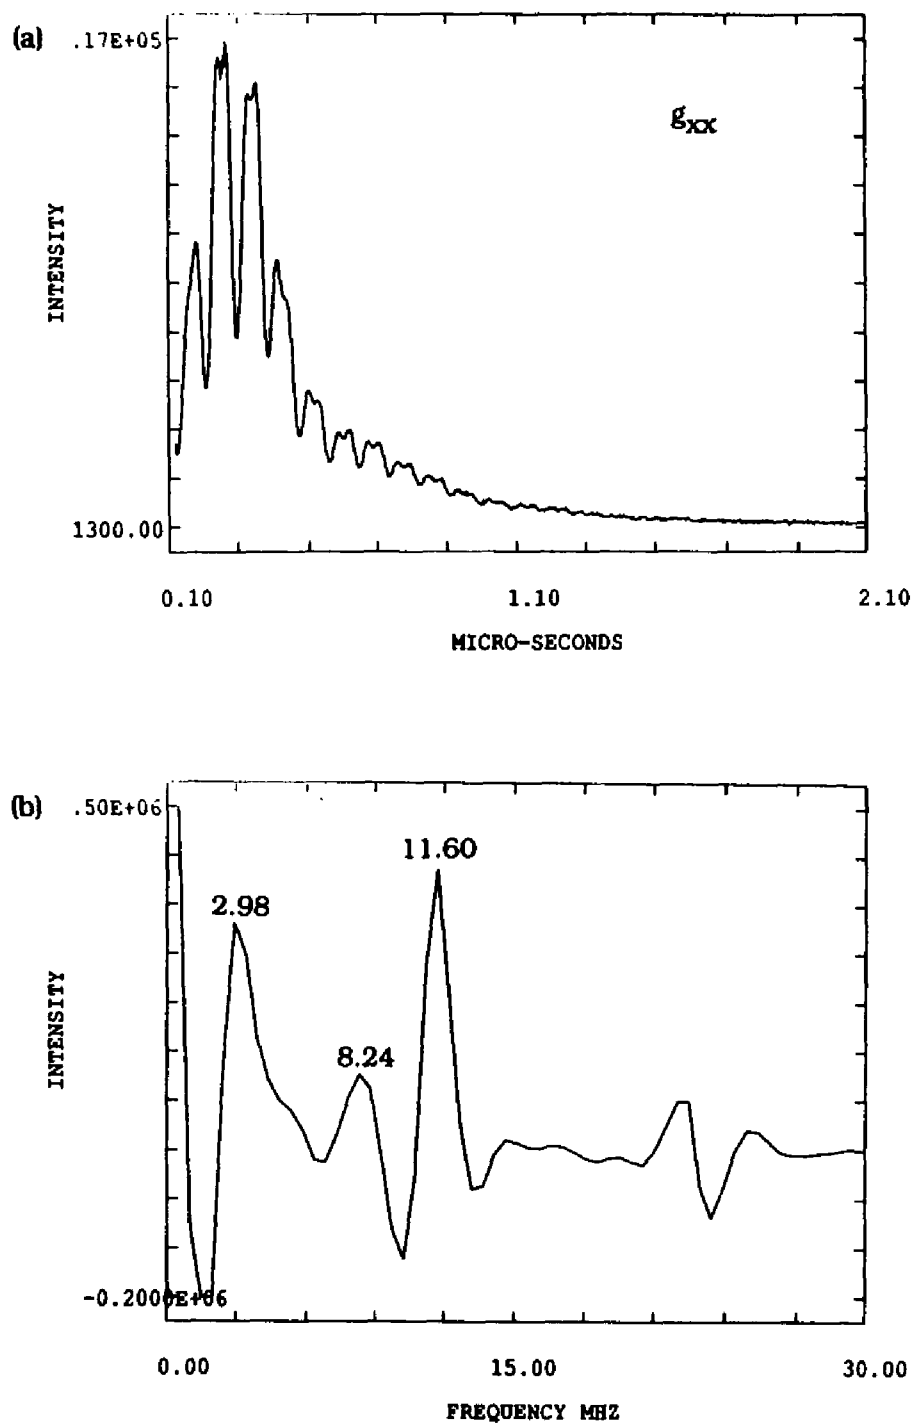 (a)
.17E+05
g_xx
INTENSITY
1300.00
0.10 1.10 2.10
MICRO-SECONDS
(b)
.50E+06
11.60
2.98
8.24
INTENSITY
-0.2000E+06
0.00 15.00 30.00
FREQUENCY MHZ